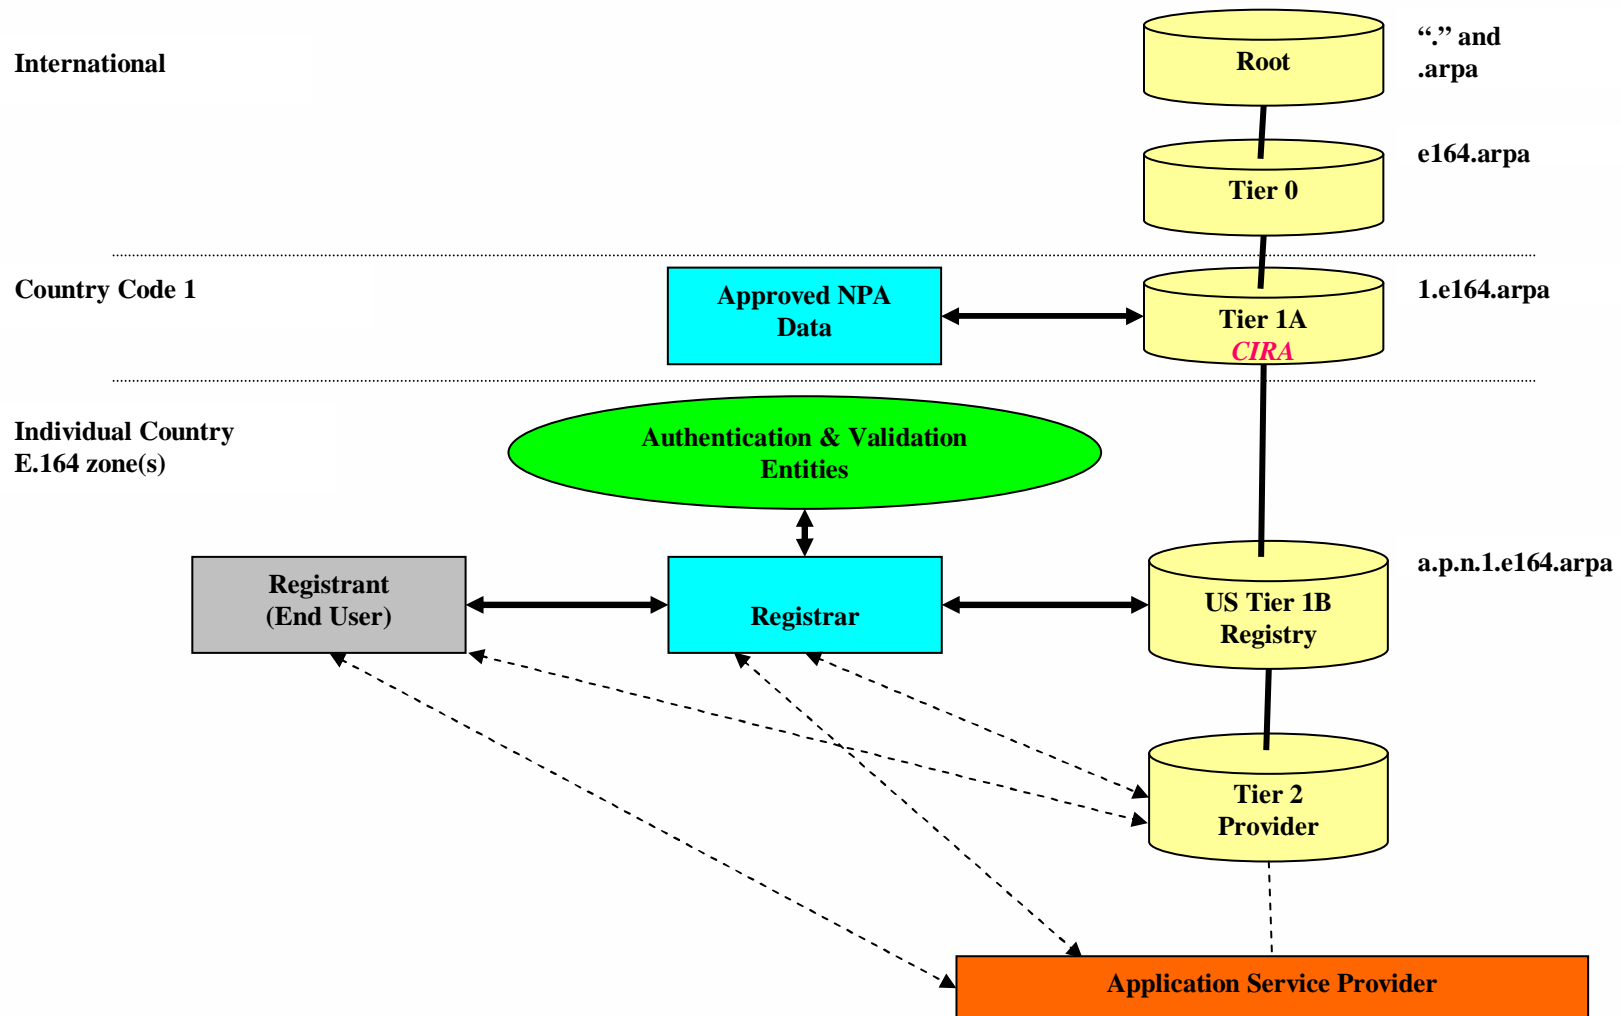 International
Root
“.” and
.arpa
Tier 0
e164.arpa
Country Code 1
Approved NPA
Data
Tier 1A
CIRA
1.e164.arpa
Individual Country
E.164 zone(s)
Authentication & Validation
Entities
Registrant
(End User)
Registrar
US Tier 1B
Registry
a.p.n.1.e164.arpa
Tier 2
Provider
Application Service Provider